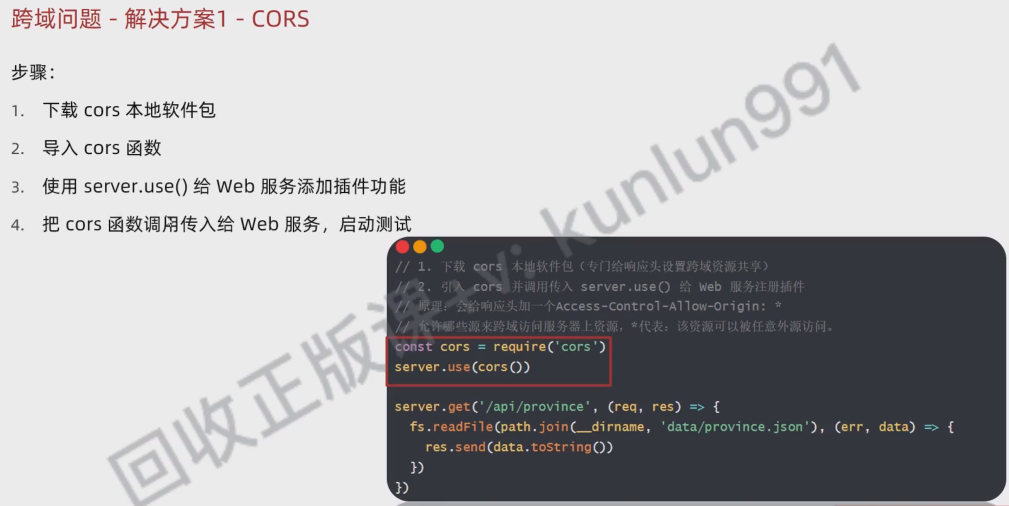 跨域问题 - 解决方案1 - CORS
步骤：
1. 下载 cors 本地软件包
2. 导入 cors 函数
3. 使用 server.use() 给 Web 服务添加插件功能
4. 把 cors 函数调用传入给 Web 服务，启动测试
// 1. 下载 cors 本地软件包（专门给响应头设置跨域资源共享）
// 2. 引入 cors 并调用传入 server.use() 给 Web 服务注册插件
// 原理：会给响应头加一个Access-Control-Allow-Origin: *
// 允许哪些源来跨域访问服务器上资源，*代表：该资源可以被任意外源访问。
const cors = require('cors')
server.use(cors())
server.get('/api/province', (req, res) => {
fs.readFile(path.join(__dirname, 'data/province.json'), (err, data) => {
res.send(data.toString())
})
})
回收正版课+v: kunlun991